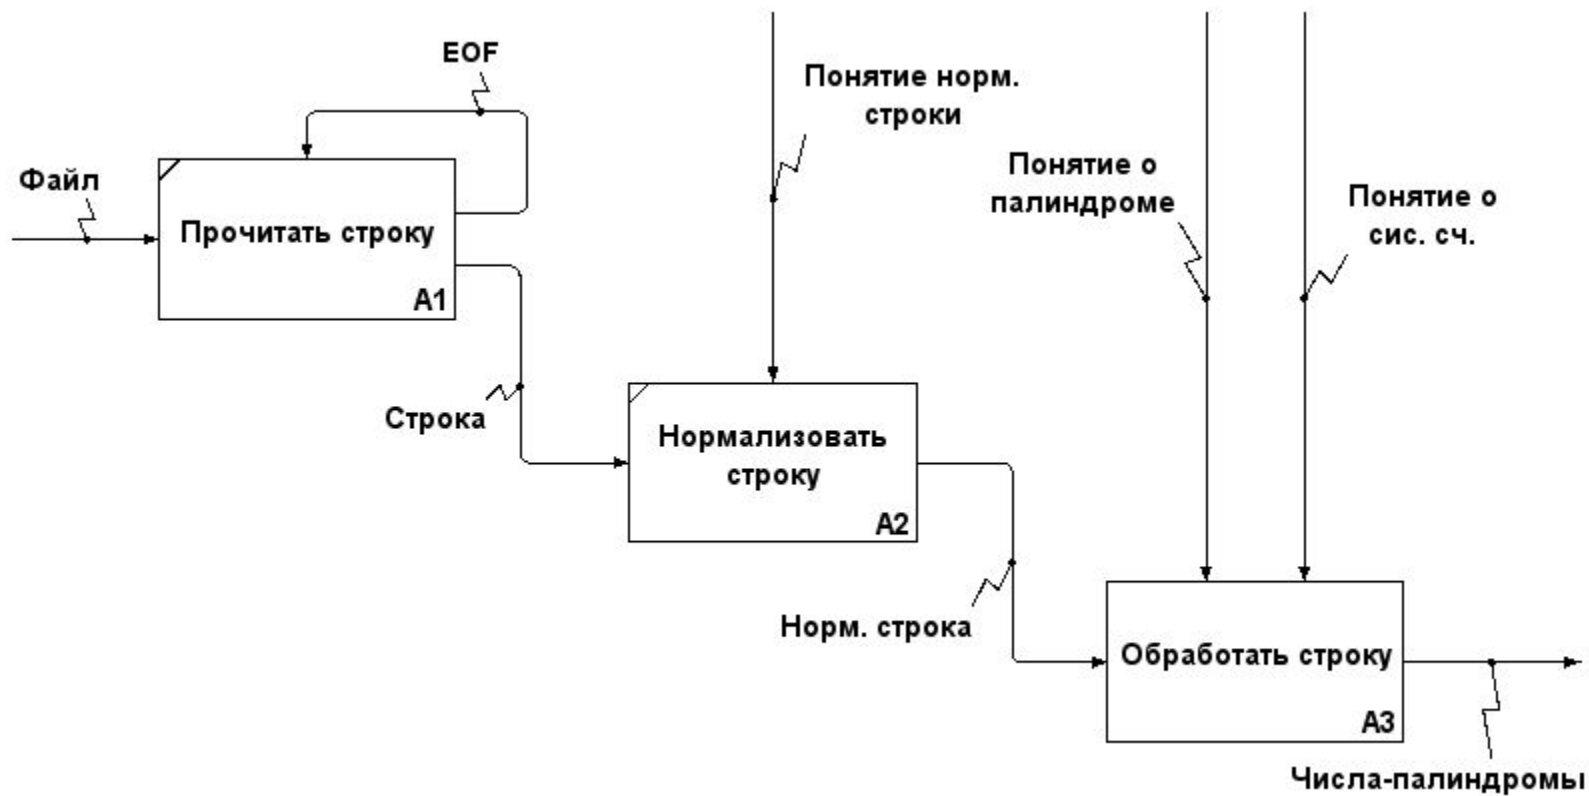 EOF
Понятие норм.
строки
Файл
Понятие о
палиндроме
Понятие о
сис. сч.
Прочитать строку
A1
Строка
Нормализовать
строку
A2
Норм. строка
Обработать строку
A3
Числа-палиндромы